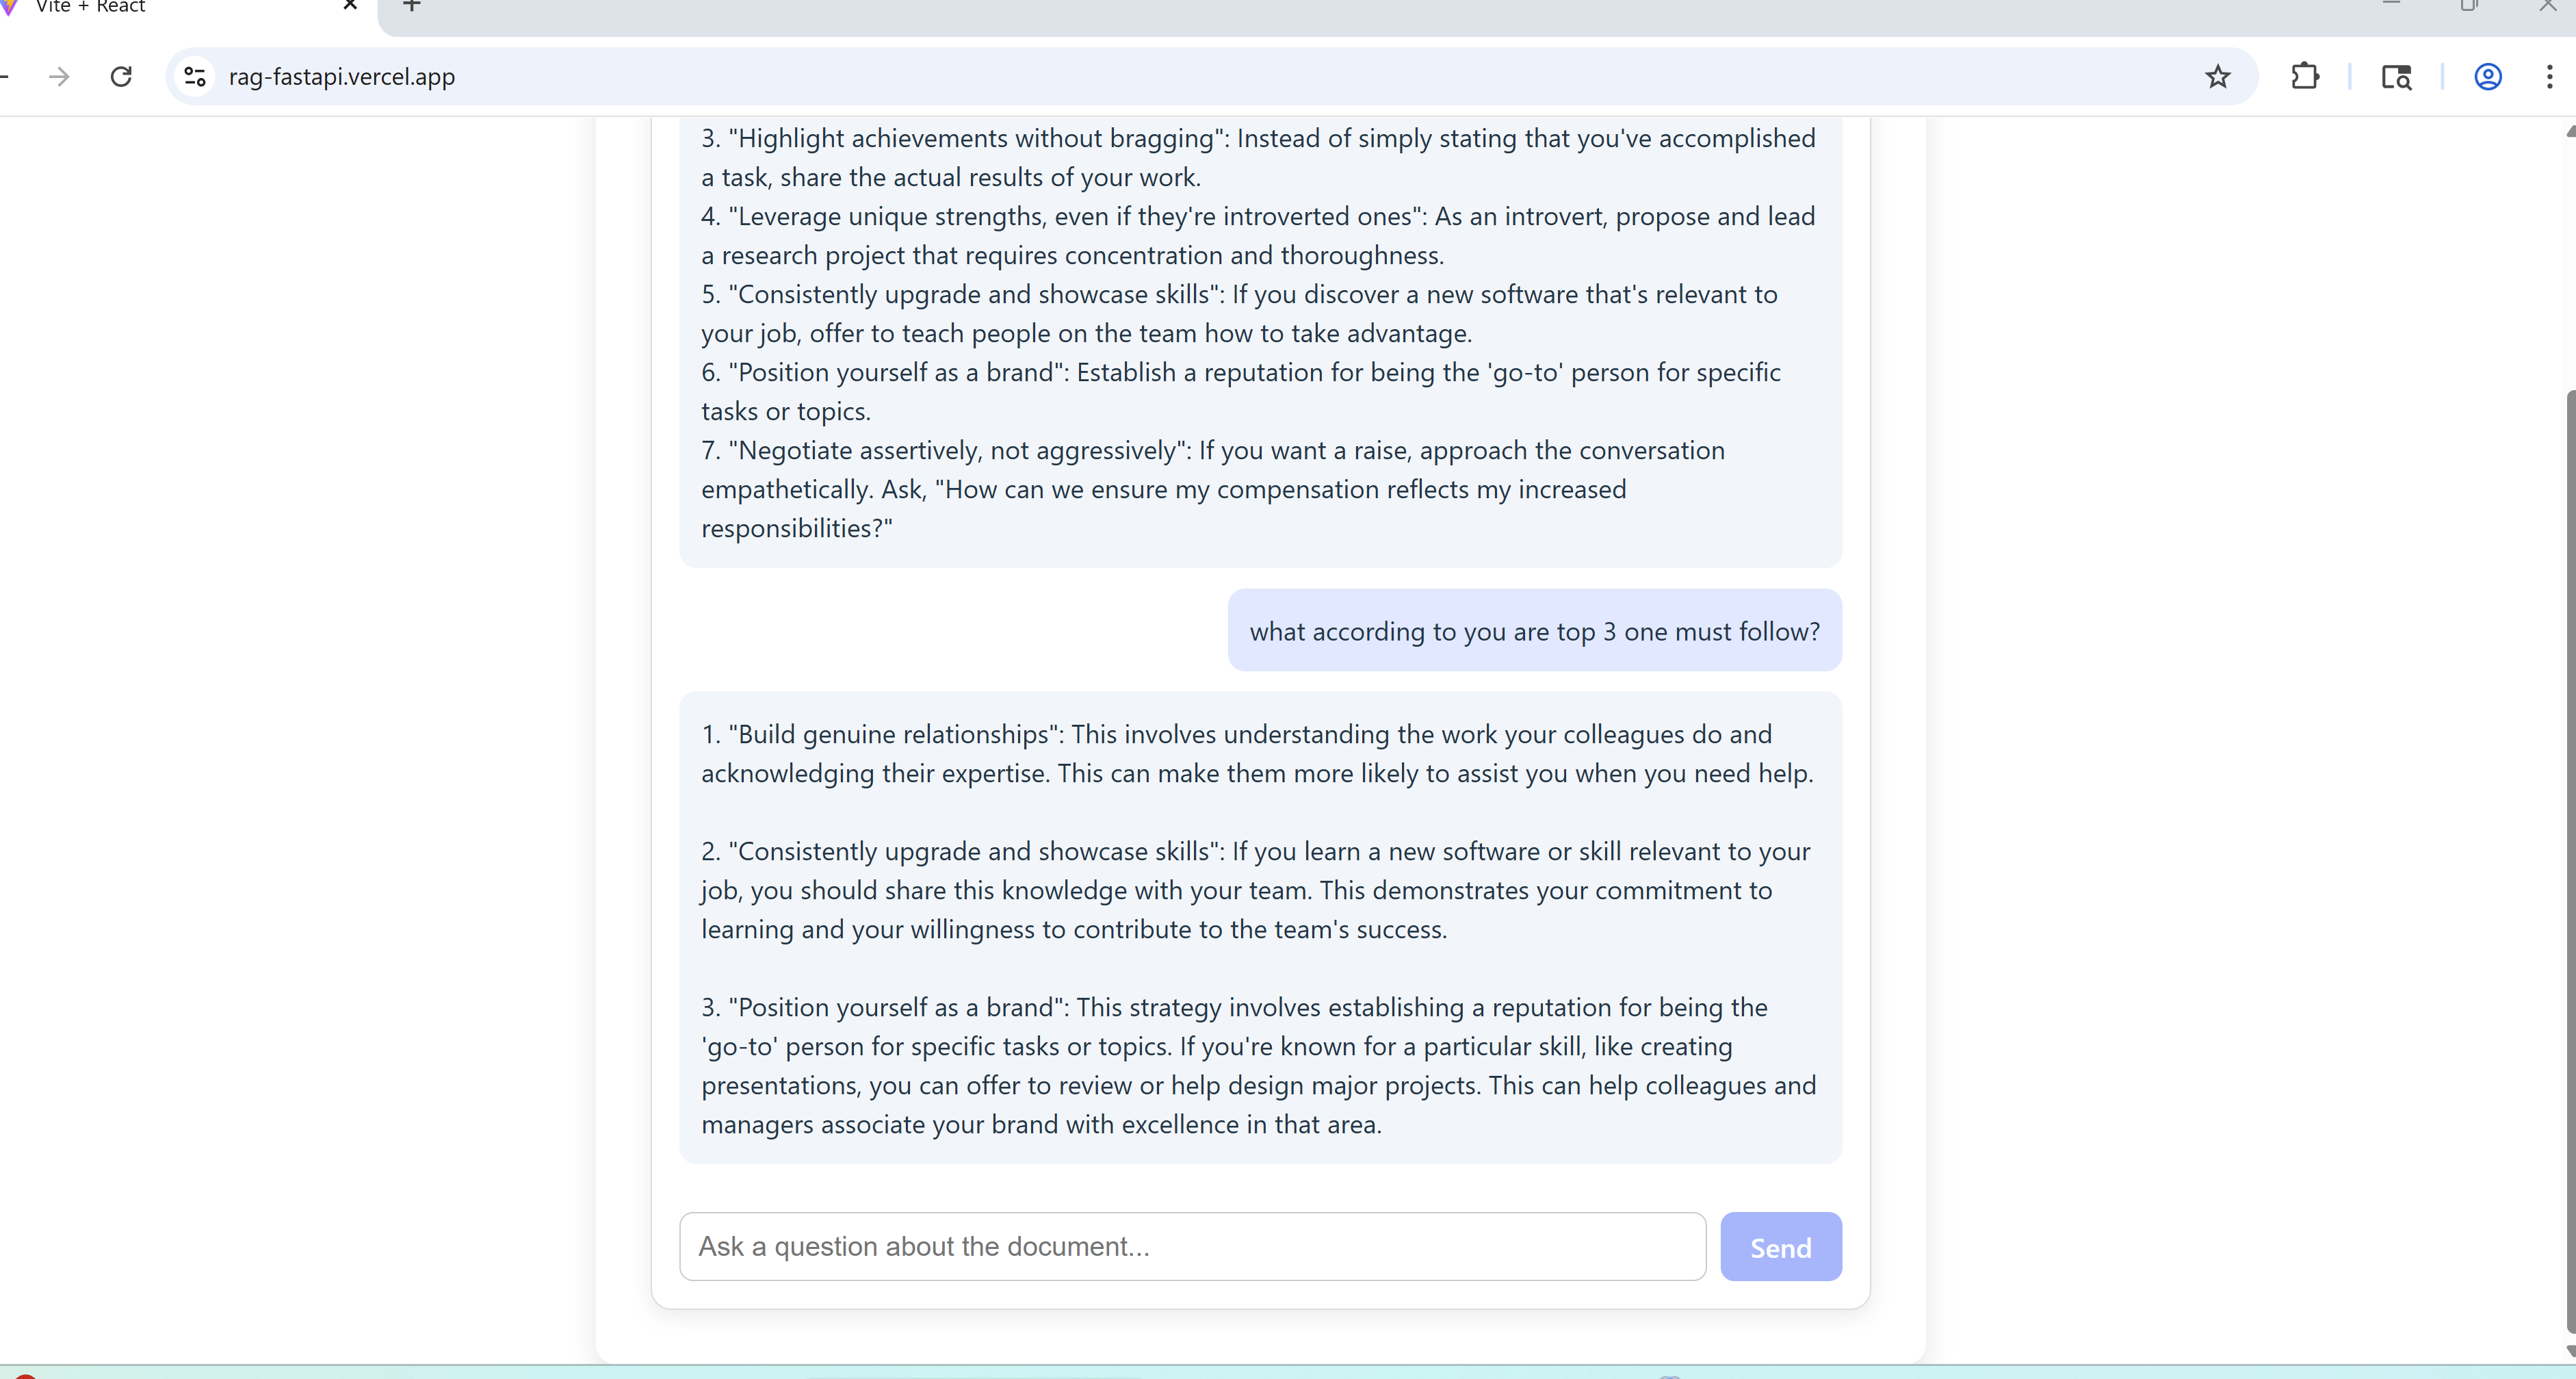 Vite + React
rag-fastapi.vercel.app
3. "Highlight achievements without bragging": Instead of simply stating that you've accomplished
a task, share the actual results of your work.
4. "Leverage unique strengths, even if they're introverted ones": As an introvert, propose and lead
a research project that requires concentration and thoroughness.
5. "Consistently upgrade and showcase skills": If you discover a new software that's relevant to
your job, offer to teach people on the team how to take advantage.
6. "Position yourself as a brand": Establish a reputation for being the 'go-to' person for specific
tasks or topics.
7. "Negotiate assertively, not aggressively": If you want a raise, approach the conversation
empathetically. Ask, "How can we ensure my compensation reflects my increased
responsibilities?"
what according to you are top 3 one must follow?
1. "Build genuine relationships": This involves understanding the work your colleagues do and
acknowledging their expertise. This can make them more likely to assist you when you need help.
2. "Consistently upgrade and showcase skills": If you learn a new software or skill relevant to your
job, you should share this knowledge with your team. This demonstrates your commitment to
learning and your willingness to contribute to the team's success.
3. "Position yourself as a brand": This strategy involves establishing a reputation for being the
'go-to' person for specific tasks or topics. If you're known for a particular skill, like creating
presentations, you can offer to review or help design major projects. This can help colleagues and
managers associate your brand with excellence in that area.
Ask a question about the document...
Send